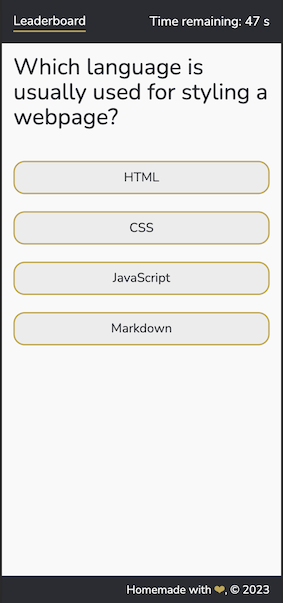 Leaderboard Time remaining: 47 s
Which language is
usually used for styling a
webpage?
HTML
CSS
JavaScript
Markdown
Homemade with ❤, © 2023